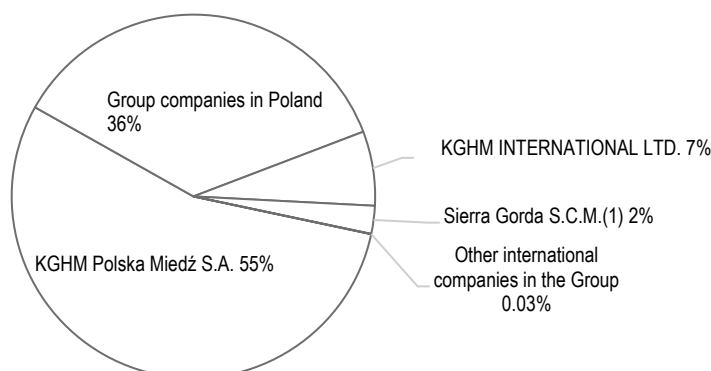 Group companies in Poland
36%
KGHM INTERNATIONAL LTD. 7%
Sierra Gorda S.C.M.(1) 2%
KGHM Polska Miedź S.A. 55%
Other international
companies in the Group
0.03%